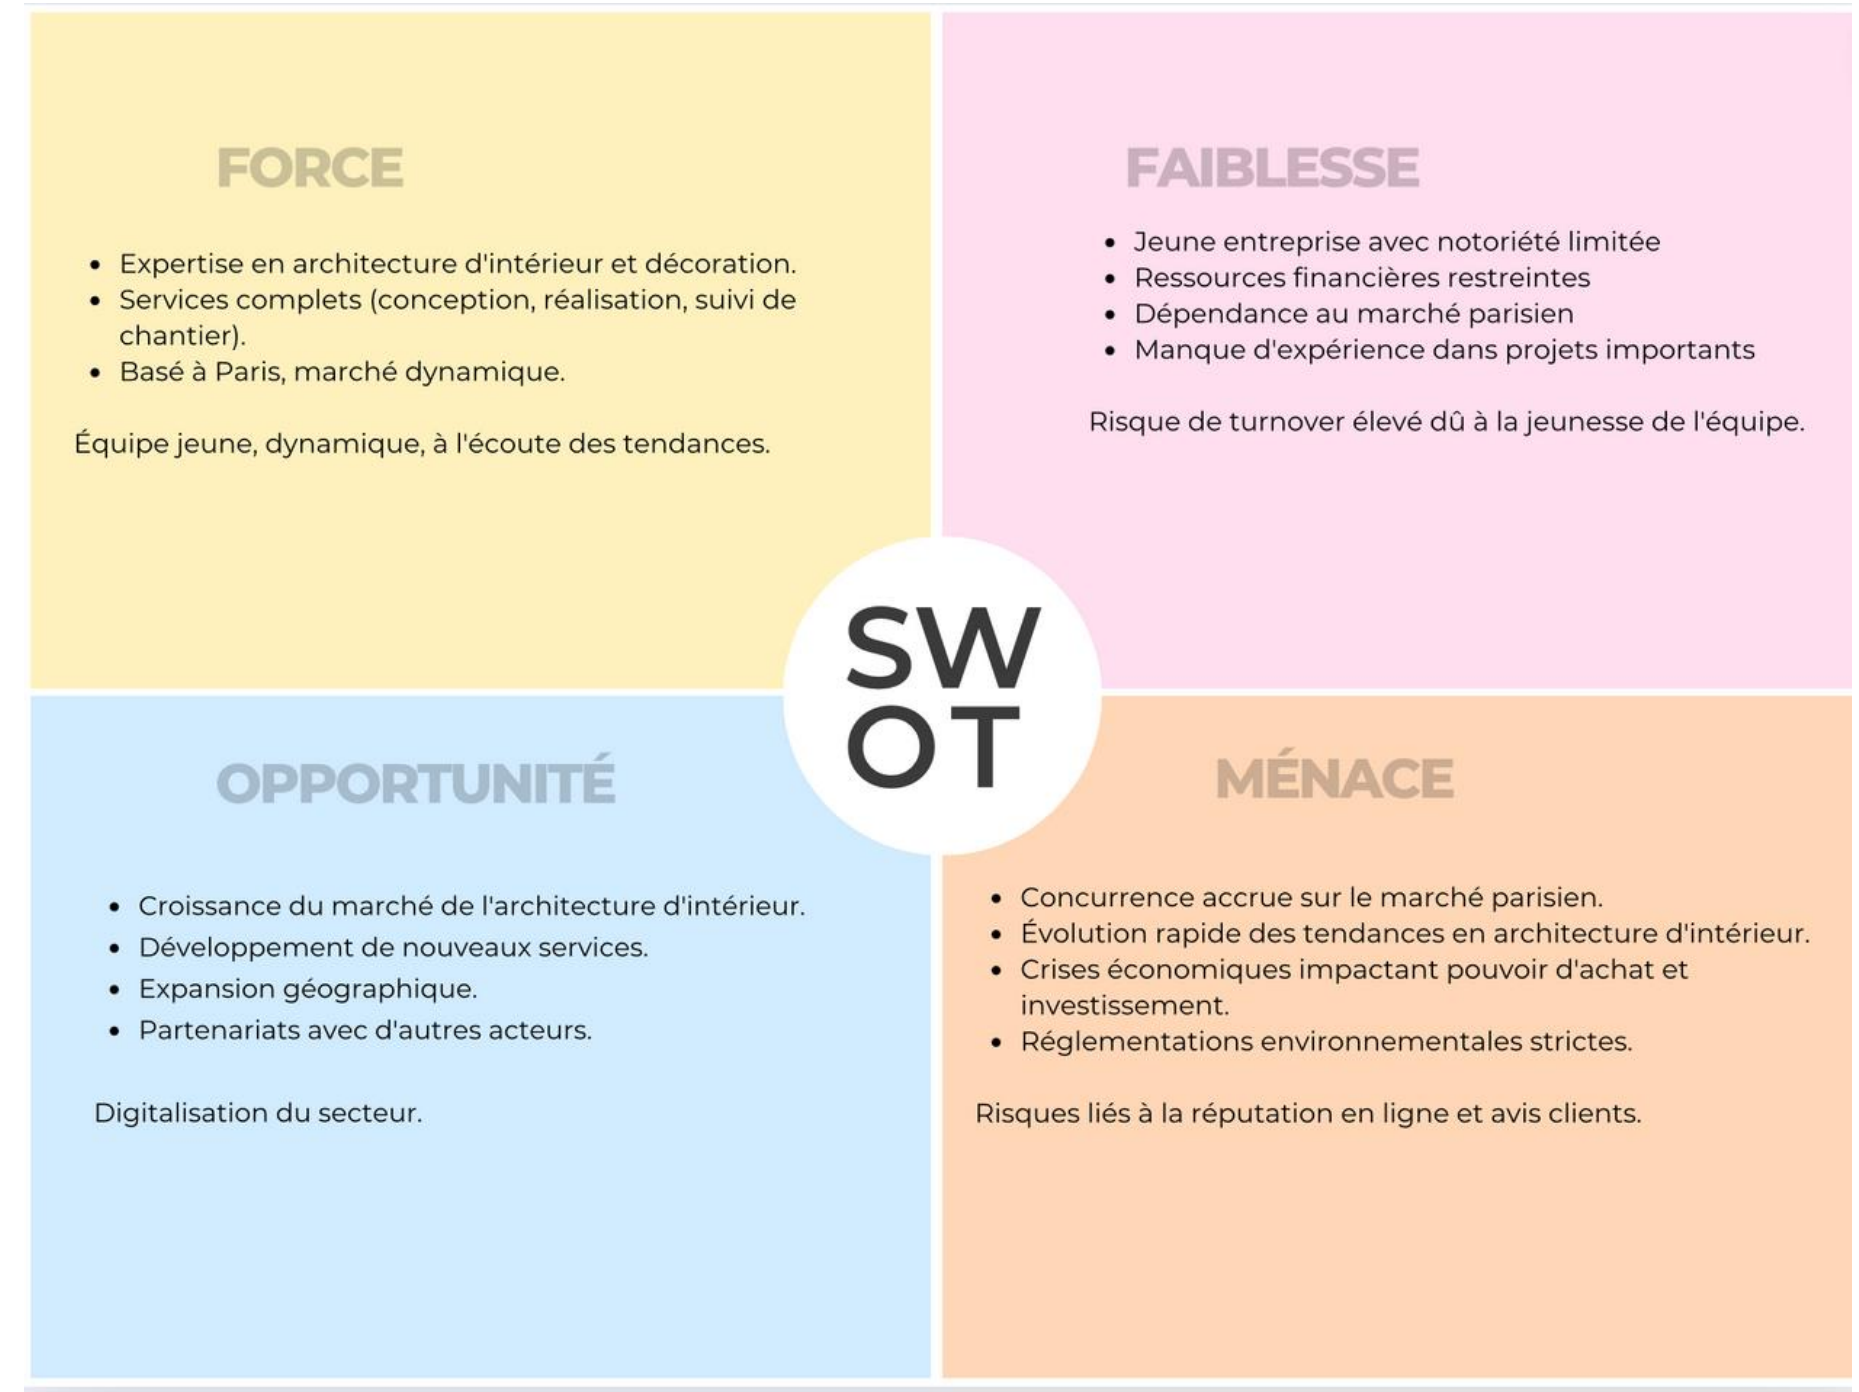 FORCE
• Expertise en architecture d'intérieur et décoration.
• Services complets (conception, réalisation, suivi de
chantier).
• Basé à Paris, marché dynamique.
Équipe jeune, dynamique, à l'écoute des tendances.
FAIBLESSE
• Jeune entreprise avec notoriété limitée
• Ressources financières restreintes
• Dépendance au marché parisien
• Manque d'expérience dans projets importants
Risque de turnover élevé dû à la jeunesse de l'équipe.
SW
OT
OPPORTUNITÉ
• Croissance du marché de l'architecture d'intérieur.
• Développement de nouveaux services.
• Expansion géographique.
• Partenariats avec d'autres acteurs.
Digitalisation du secteur.
MÉNACE
• Concurrence accrue sur le marché parisien.
• Évolution rapide des tendances en architecture d'intérieur.
• Crises économiques impactant pouvoir d'achat et
investissement.
• Réglementations environnementales strictes.
Risques liés à la réputation en ligne et avis clients.